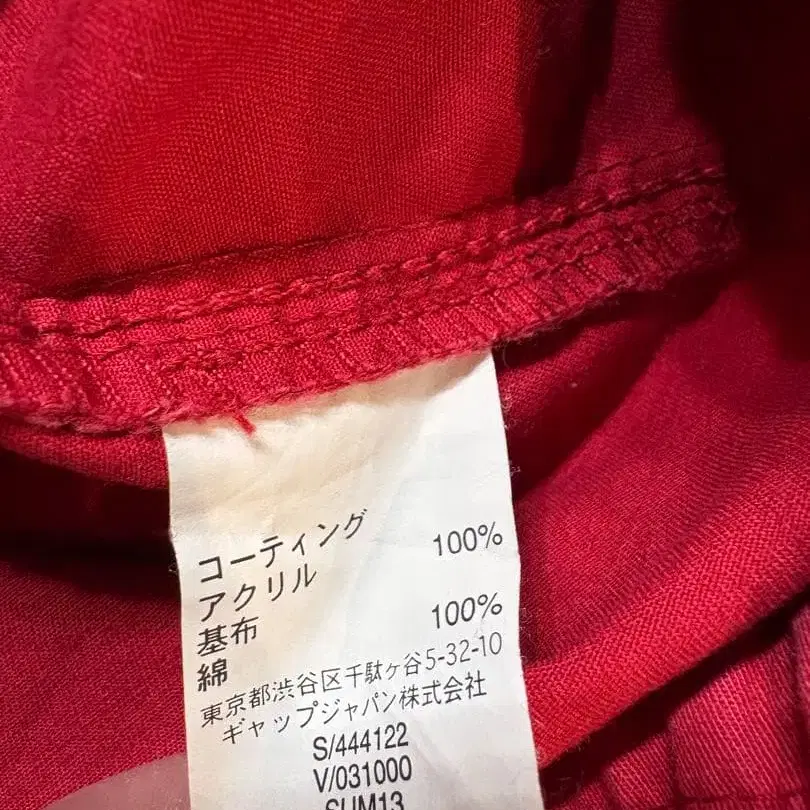 コーティング
アクリル 100%
基布
綿 100%
東京都渋谷区千駄ヶ谷5-32-10
ギャップジャパン株式会社
S/444122
V/031000
SUM13